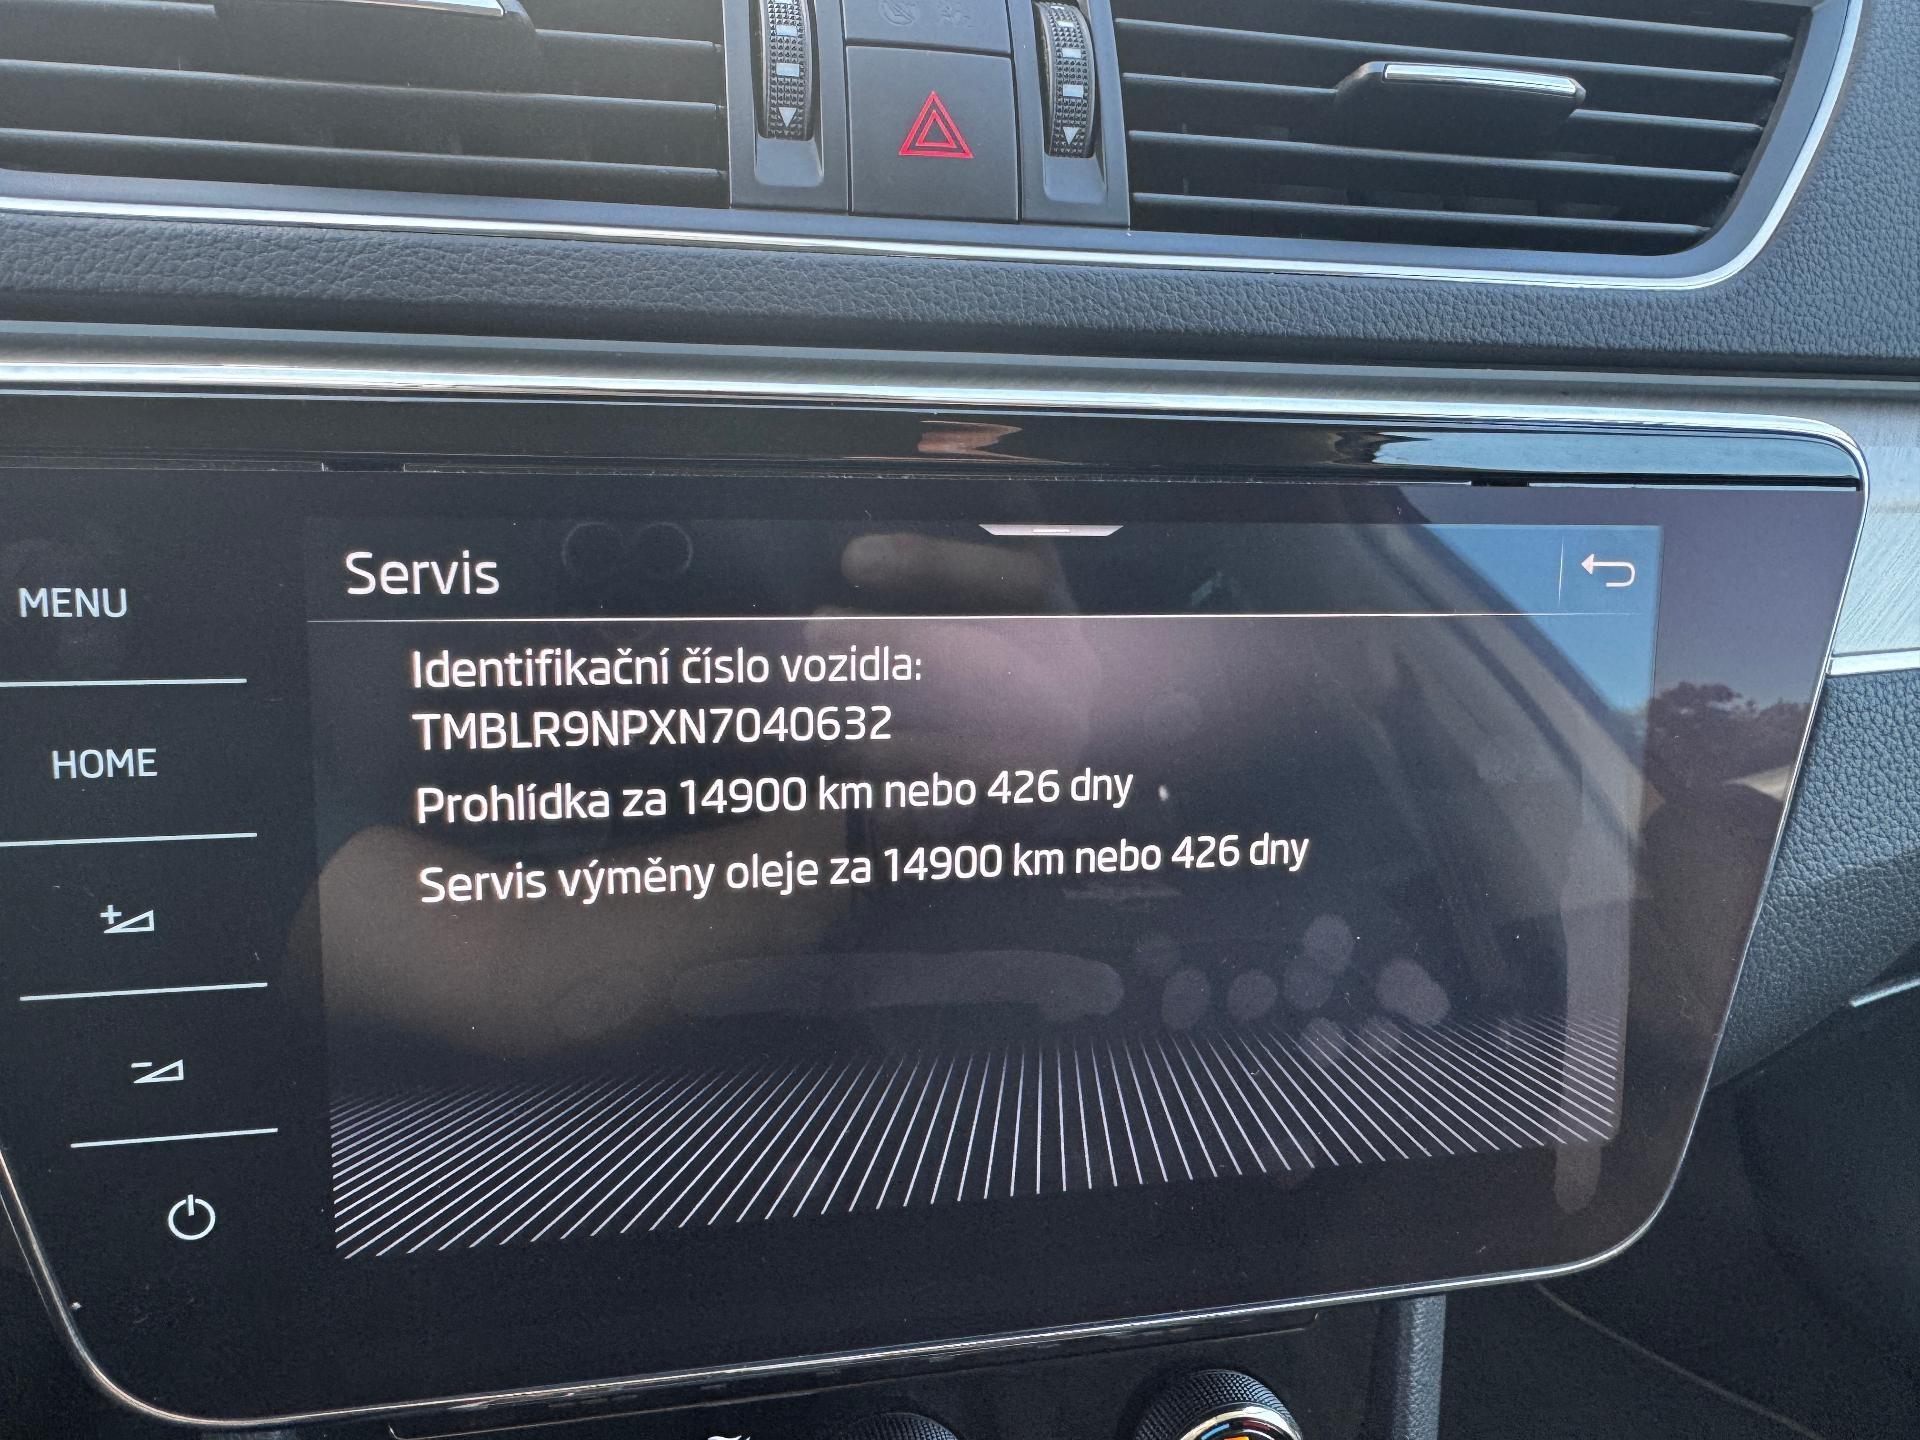 Servis
MENU
Identifikační číslo vozidla:
TMBLR9NPXN7040632
HOME
Prohlídka za 14900 km nebo 426 dny
Servis výměny oleje za 14900 km nebo 426 dny